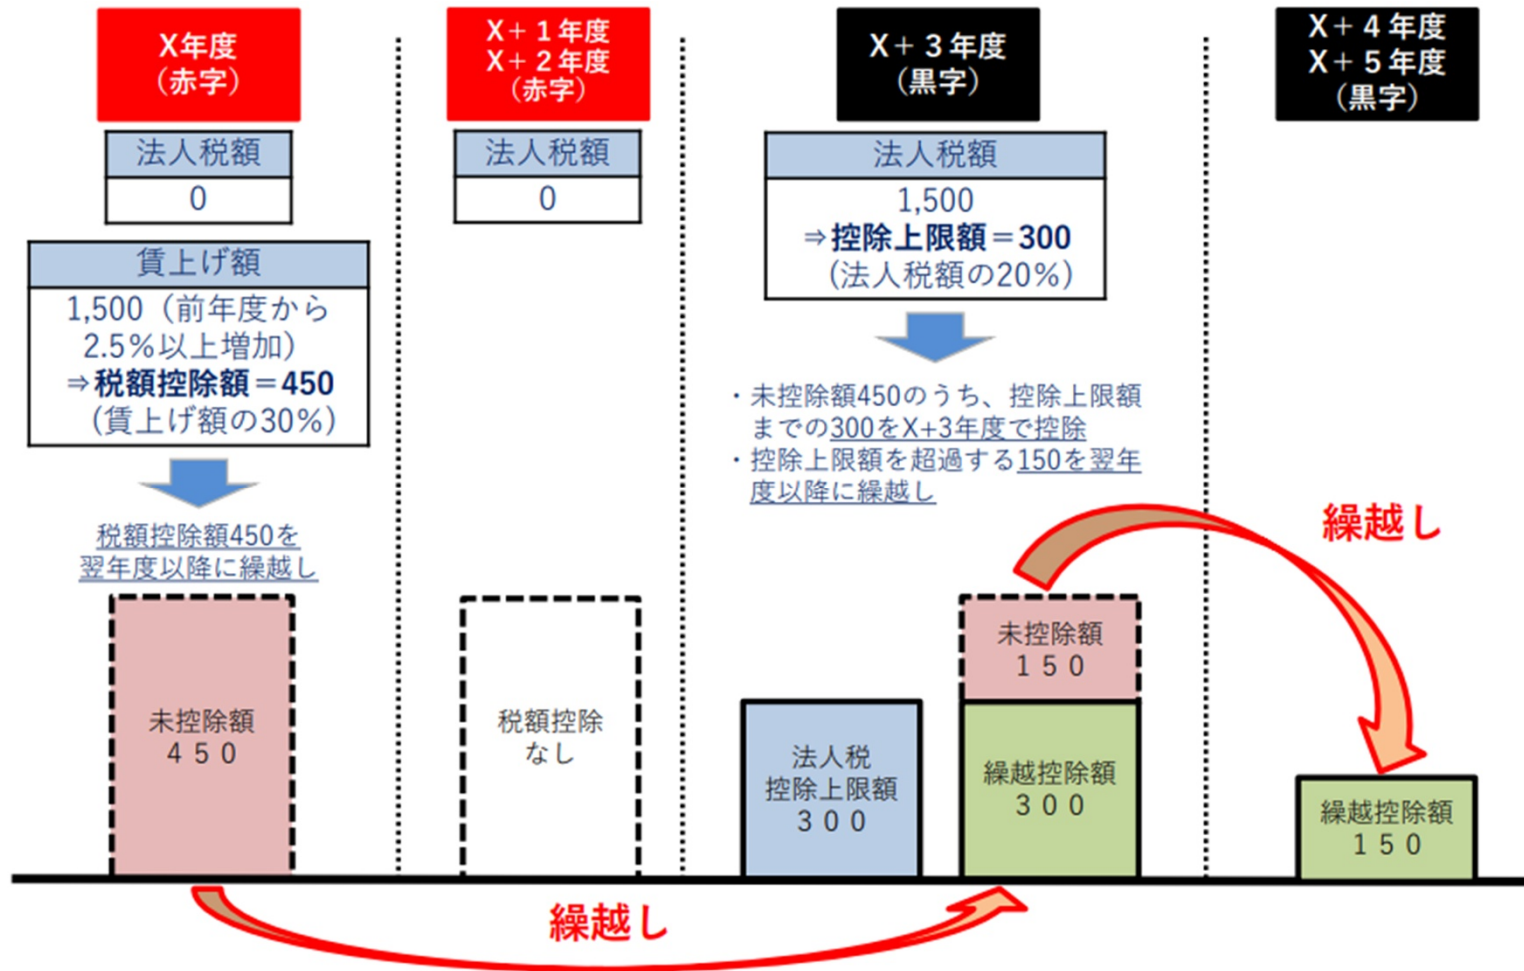 X年度
（赤字）
法人税額
0
賃上げ額
1,500（前年度から
2.5%以上増加）
⇒税額控除額＝450
（賃上げ額の30%）
税額控除額450を
翌年度以降に繰越し
未控除額
４５０
X＋１年度
X＋２年度
（赤字）
法人税額
0
税額控除
なし
X＋３年度
（黒字）
法人税額
1,500
⇒控除上限額＝300
（法人税額の20%）
・未控除額450のうち、控除上限額
までの300をX+3年度で控除
・控除上限額を超過する150を翌年
度以降に繰越し
法人税
控除上限額
３００
未控除額
１５０
繰越控除額
３００
X＋４年度
X＋５年度
（黒字）
繰越し
繰越控除額
１５０
繰越し